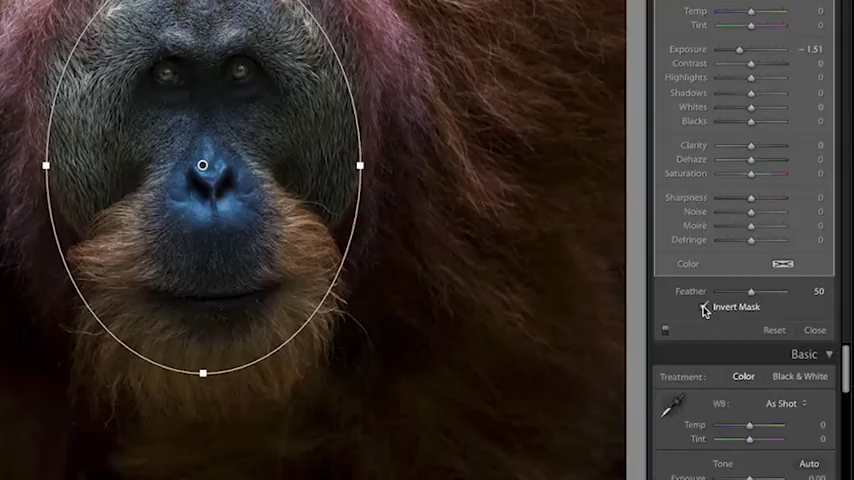 Temp 0
Tint 0
Exposure – 1.51
Contrast 0
Highlights 0
Shadows 0
Whites 0
Blacks 0
Clarity 0
Dehaze 0
Saturation 0
Sharpness 0
Noise 0
Moiré 0
Defringe 0
Color
Feather 50
Invert Mask
Reset Close
Basic
Treatment : Color Black & White
WB : As Shot
Temp 0
Tint 0
Tone Auto
Exposure 0.00